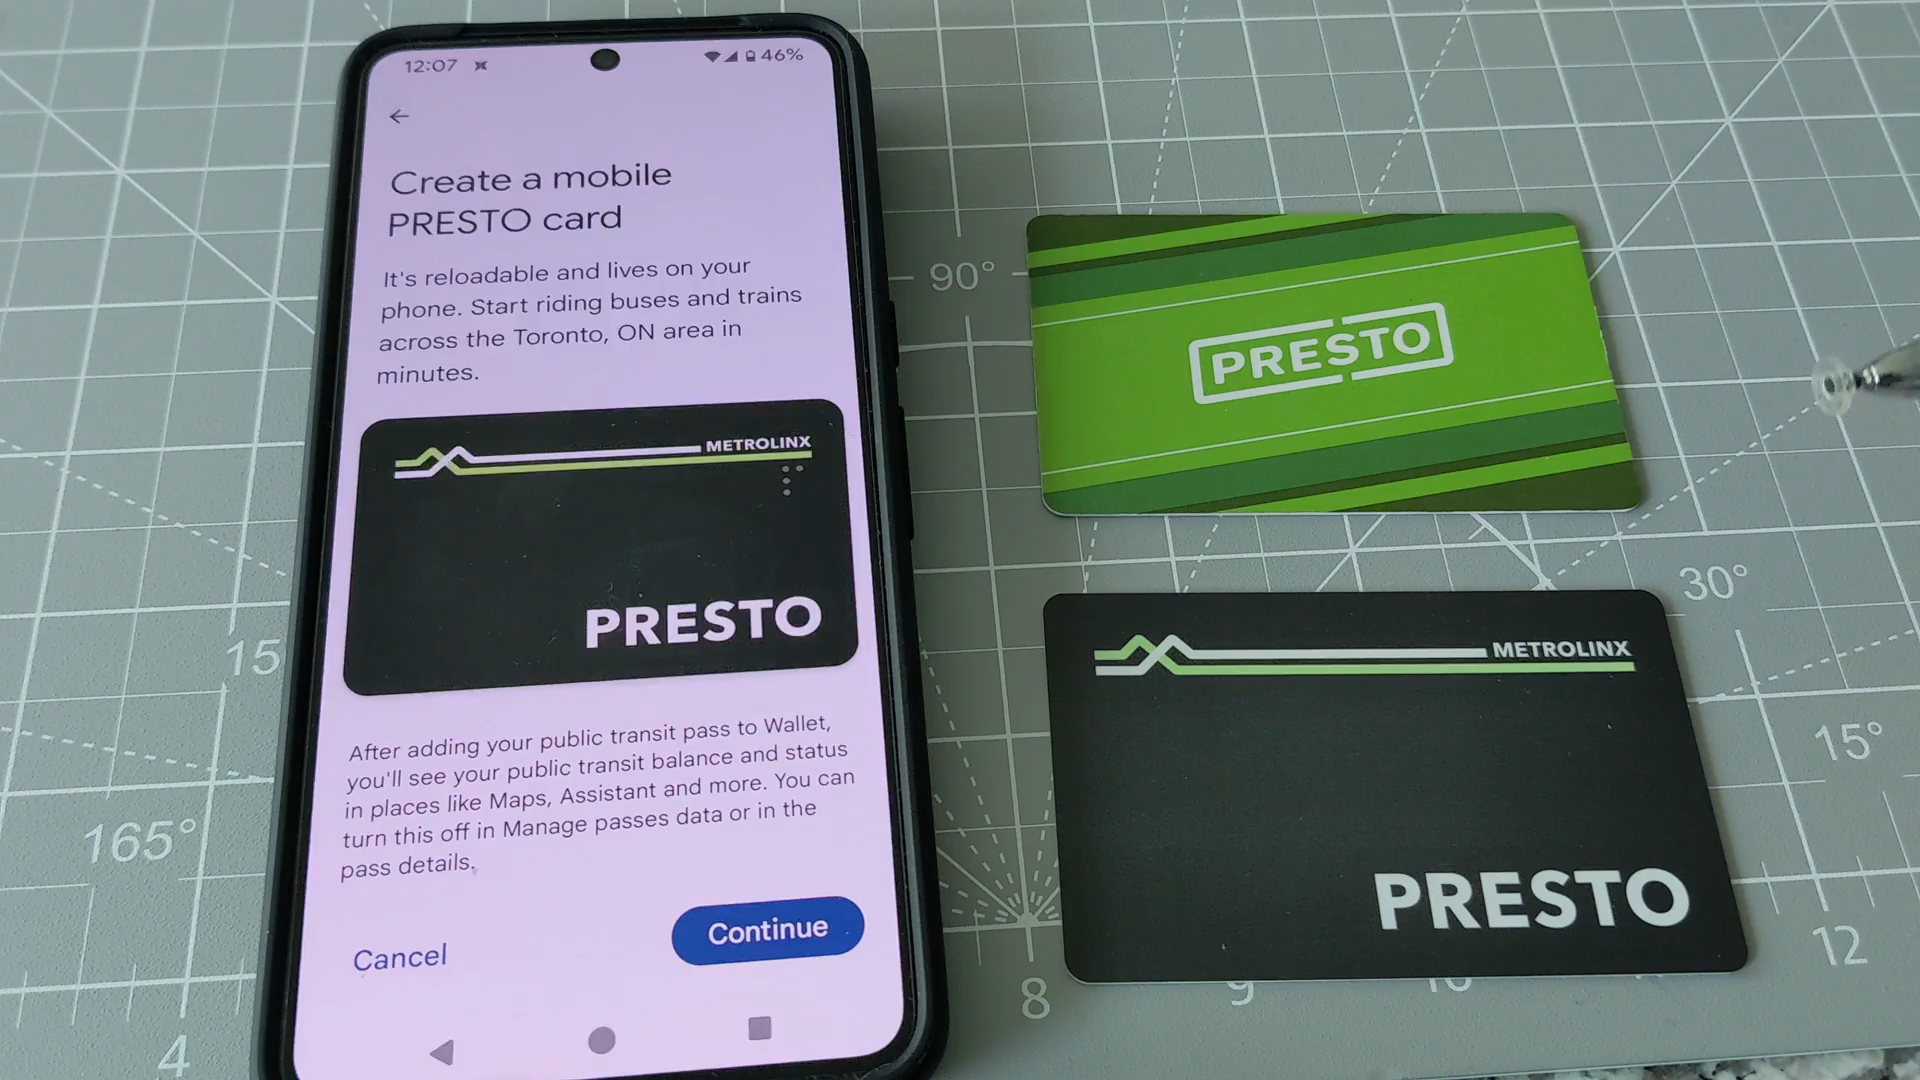 12:07
46%
Create a mobile
PRESTO card
It's reloadable and lives on your
phone. Start riding buses and trains
across the Toronto, ON area in
minutes.
METROLINX
PRESTO
After adding your public transit pass to Wallet,
you'll see your public transit balance and status
in places like Maps, Assistant and more. You can
turn this off in Manage passes data or in the
pass details.
Cancel
Continue
PRESTO
METROLINX
PRESTO
90°
30°
15°
15
165°
4
8
9
10
12